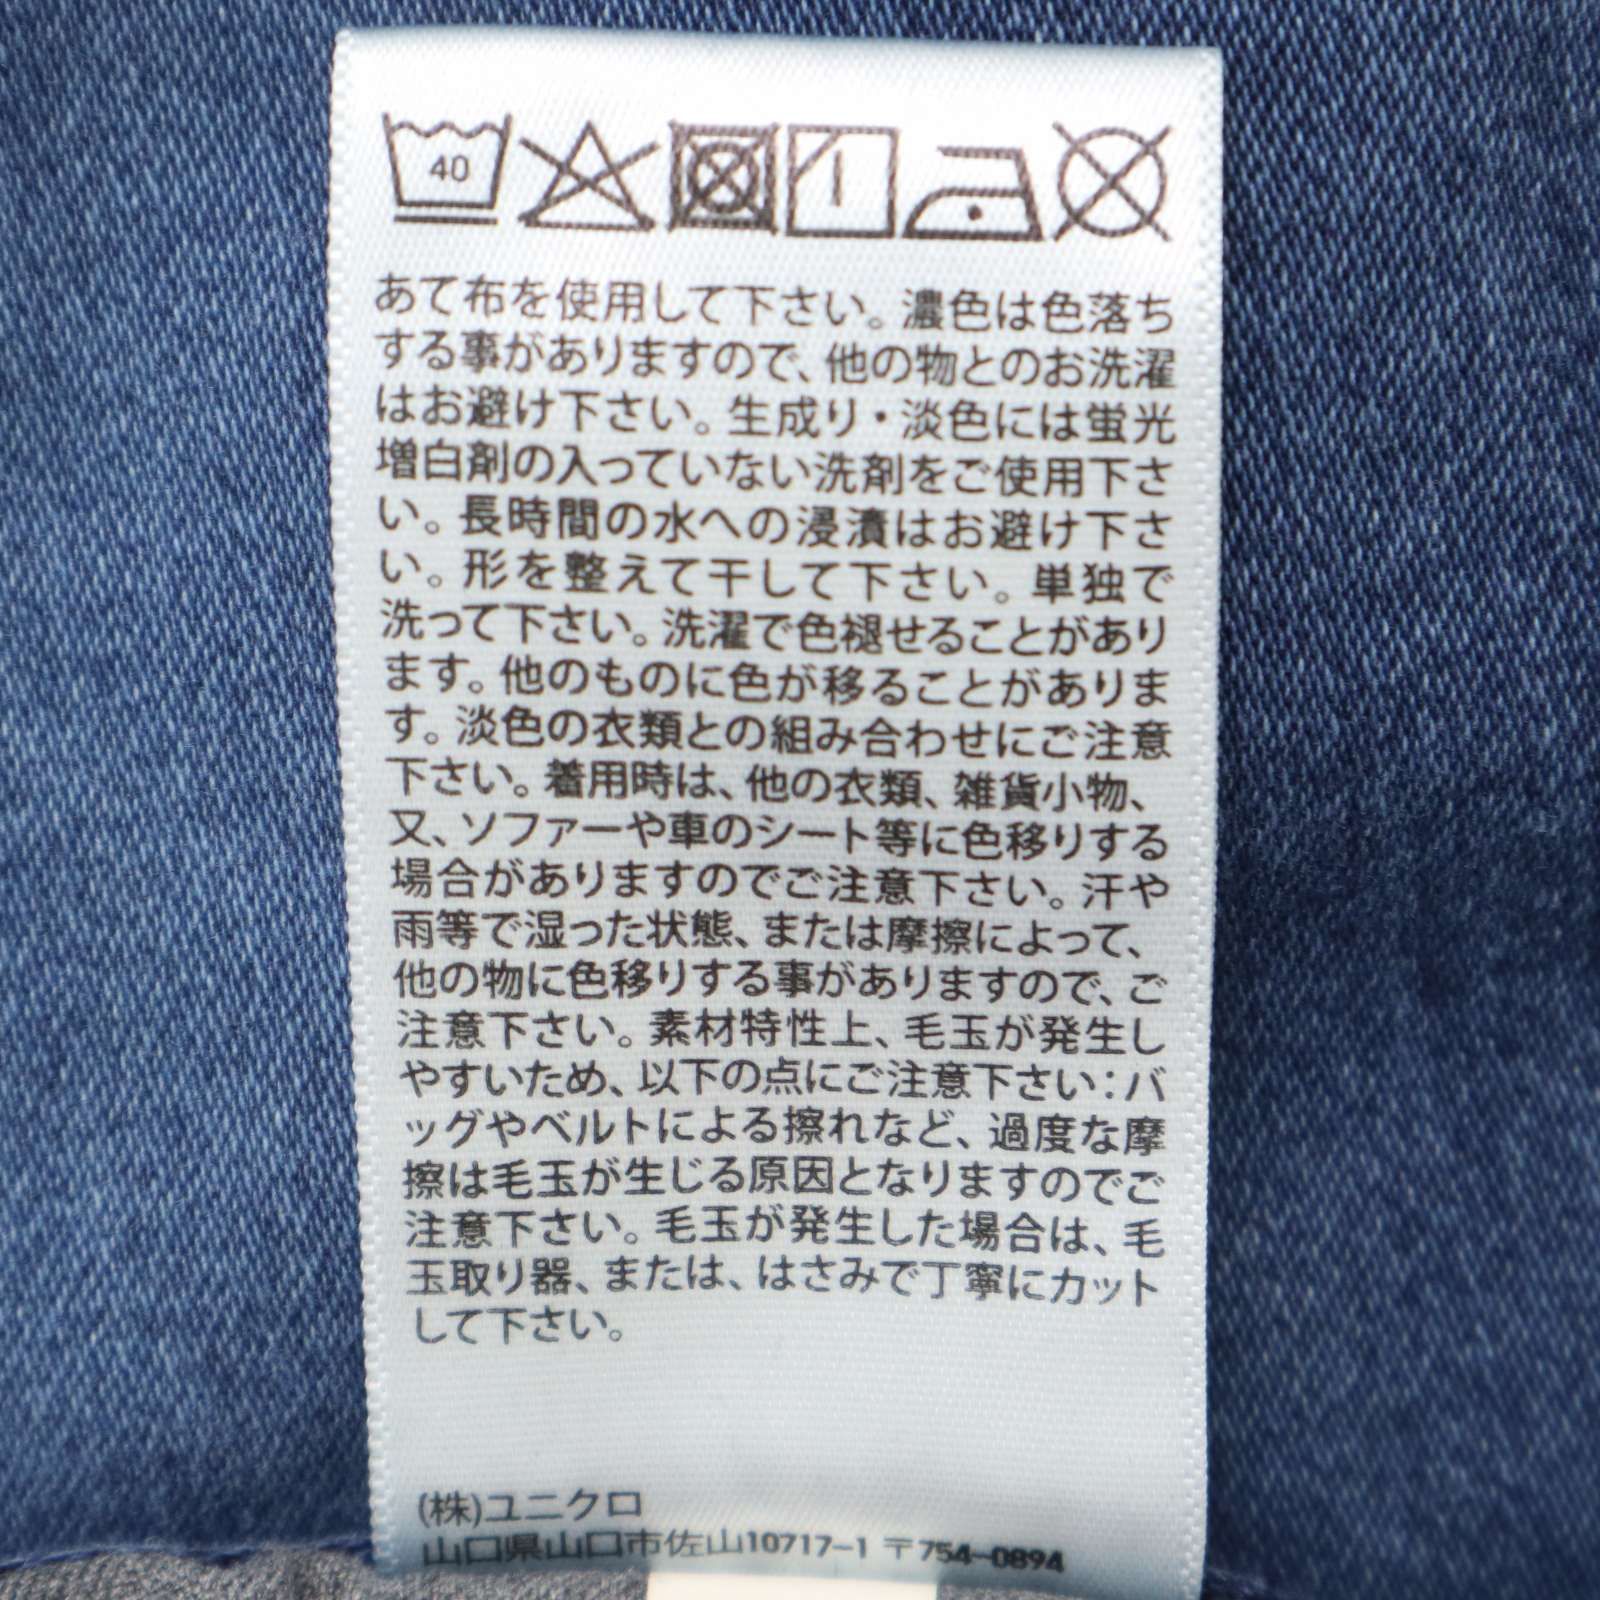 40
あて布を使用して下さい。濃色は色落ち
する事がありますので、他の物とのお洗濯
はお避け下さい。生成り・淡色には蛍光
増白剤の入っていない洗剤をご使用下さ
い。長時間の水への浸漬はお避け下さ
い。形を整えて干して下さい。単独で
洗って下さい。洗濯で色褪せることがあり
ます。他のものに色が移ることがありま
す。淡色の衣類との組み合わせにご注意
下さい。着用時は、他の衣類、雑貨小物、
又、ソファーや車のシート等に色移りする
場合がありますのでご注意下さい。汗や
雨等で湿った状態、または摩擦によって、
他の物に色移りする事がありますので、ご
注意下さい。素材特性上、毛玉が発生し
やすいため、以下の点にご注意下さい：バ
ッグやベルトによる擦れなど、過度な摩
擦は毛玉が生じる原因となりますのでご
注意下さい。毛玉が発生した場合は、毛
玉取り器、または、はさみで丁寧にカット
して下さい。
(株)ユニクロ
山口県山口市佐山10717-1 〒754-0894